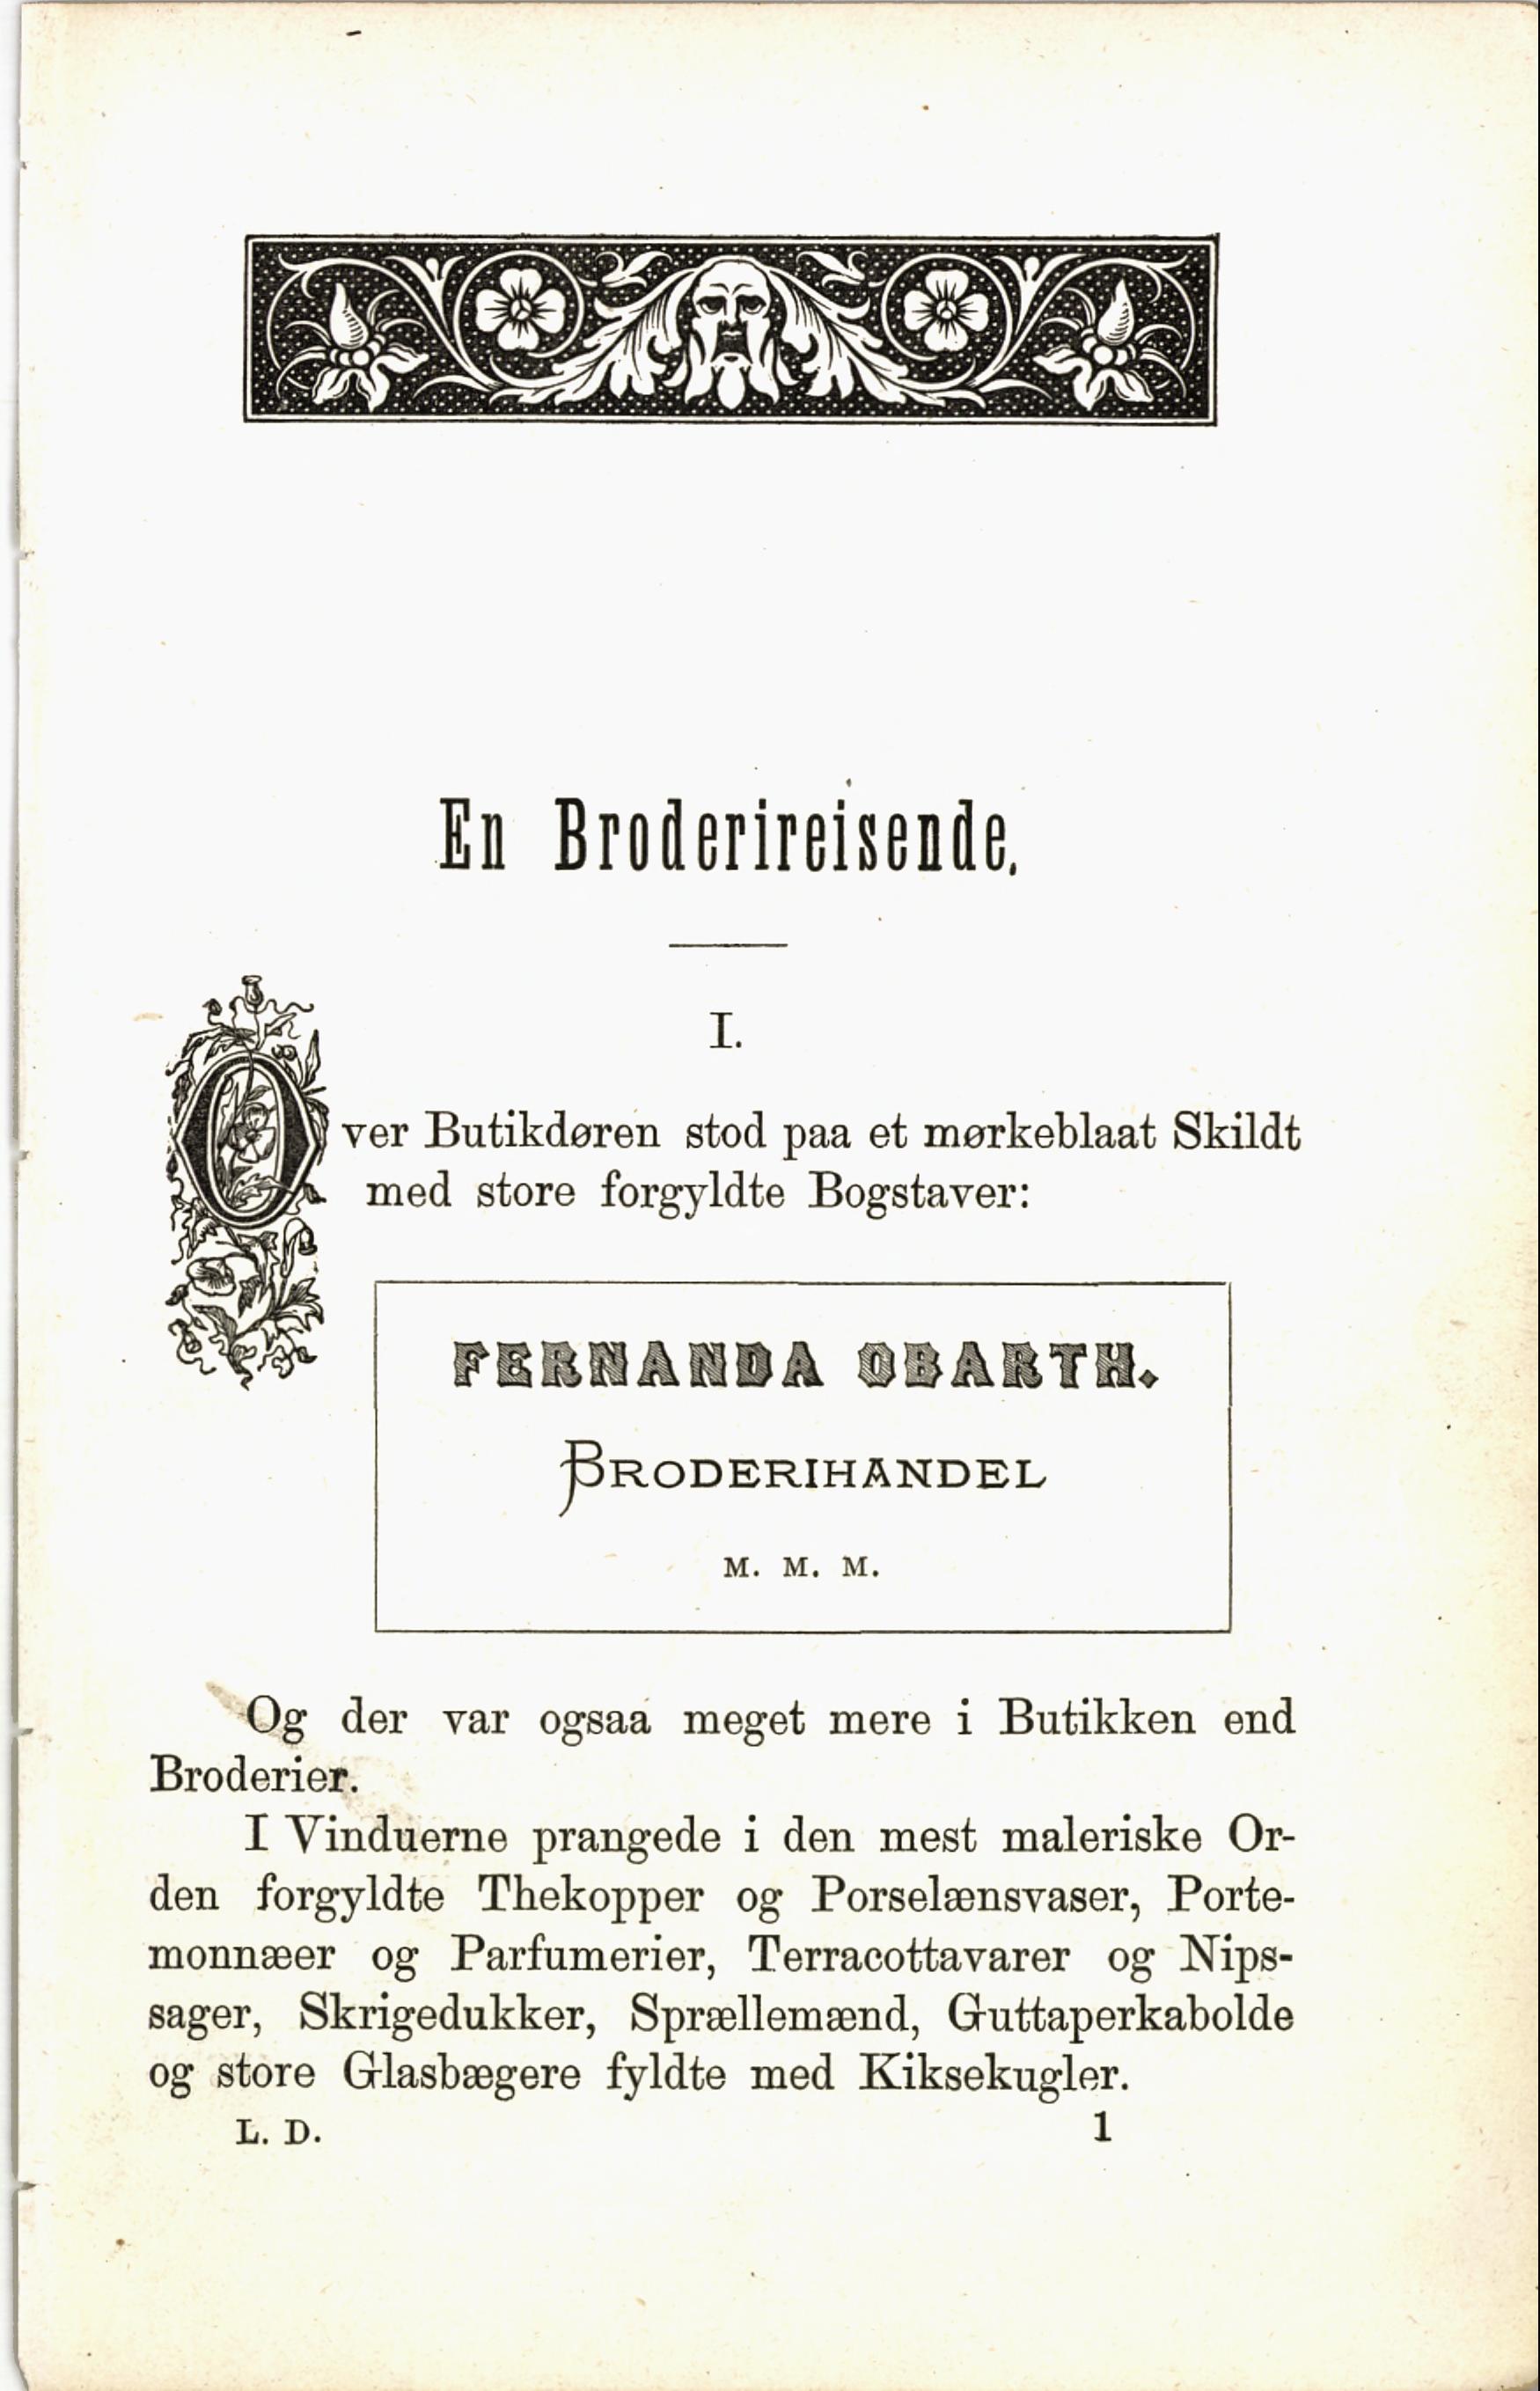 En Broderireisende.
I.
Over Butikdøren stod paa et mørkeblaat Skildt
med store forgyldte Bogstaver:
FERNANDA OBARTH.
BRODERIHANDEL
M. M. M.
Og der var ogsaa meget mere i Butikken end
Broderier.
I Vinduerne prangede i den mest maleriske Or-
den forgyldte Thekopper og Porselænsvaser, Porte-
monnæer og Parfumerier, Terracottavarer og Nips-
sager, Skrigedukker, Sprællemænd, Guttaperkabolde
og store Glasbægere fyldte med Kiksekugler.
L. D. 1